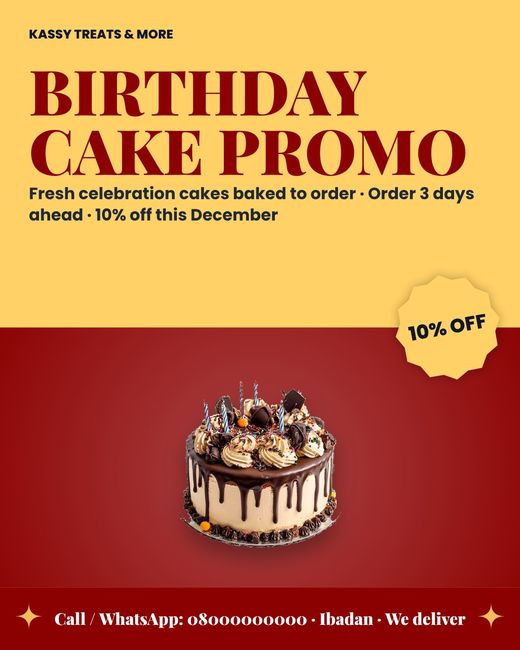 KASSY TREATS & MORE
BIRTHDAY
CAKE PROMO
Fresh celebration cakes baked to order · Order 3 days
ahead · 10% off this December
10% OFF
Call / WhatsApp: 08000000000 · Ibadan · We deliver